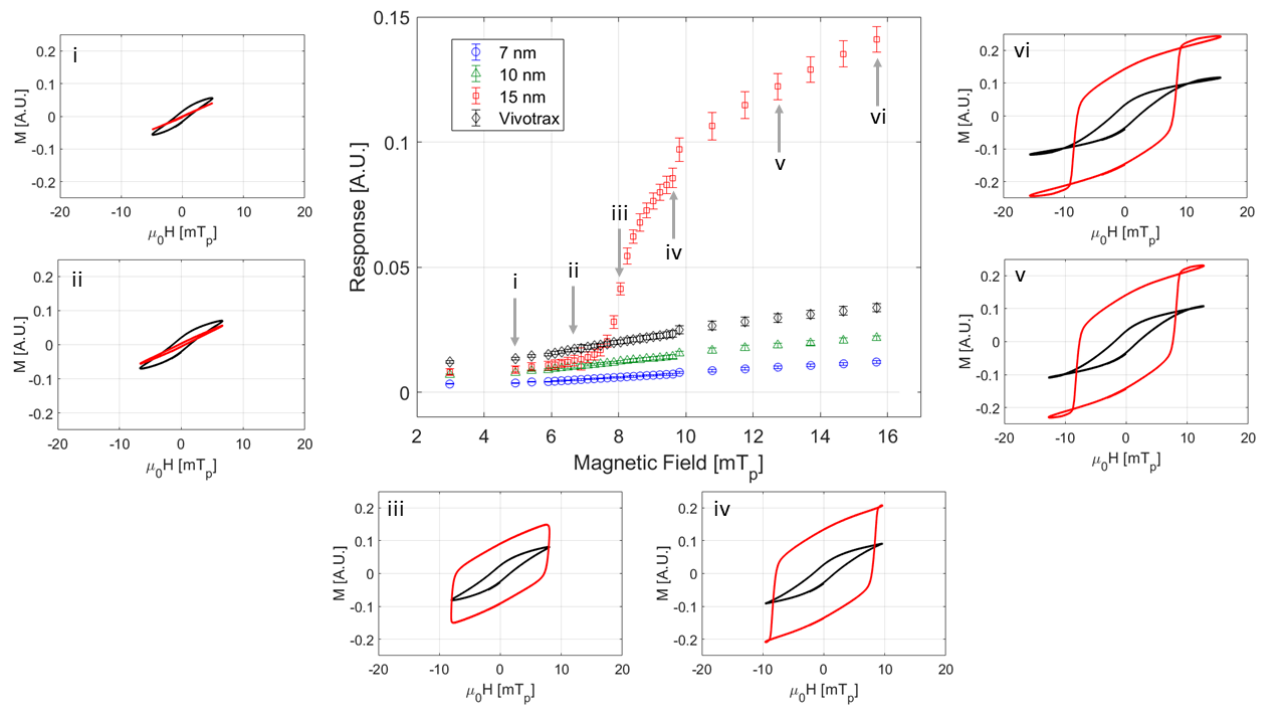 i
0.2
0.1
0
-0.1
-0.2
M [A.U.]
-20 -10 0 10 20
μ0H [mTp]
ii
0.2
0.1
0
-0.1
-0.2
M [A.U.]
-20 -10 0 10 20
μ0H [mTp]
0.15
0.1
0.05
0
Response [A.U.]
7 nm
10 nm
15 nm
Vivotrax
i
ii
iii
iv
v
vi
2 4 6 8 10 12 14 16
Magnetic Field [mTp]
vi
0.2
0.1
0
-0.1
-0.2
M [A.U.]
-20 -10 0 10 20
μ0H [mTp]
v
0.2
0.1
0
-0.1
-0.2
M [A.U.]
-20 -10 0 10 20
μ0H [mTp]
iii
0.2
0.1
0
-0.1
-0.2
M [A.U.]
-20 -10 0 10 20
μ0H [mTp]
iv
0.2
0.1
0
-0.1
-0.2
M [A.U.]
-20 -10 0 10 20
μ0H [mTp]